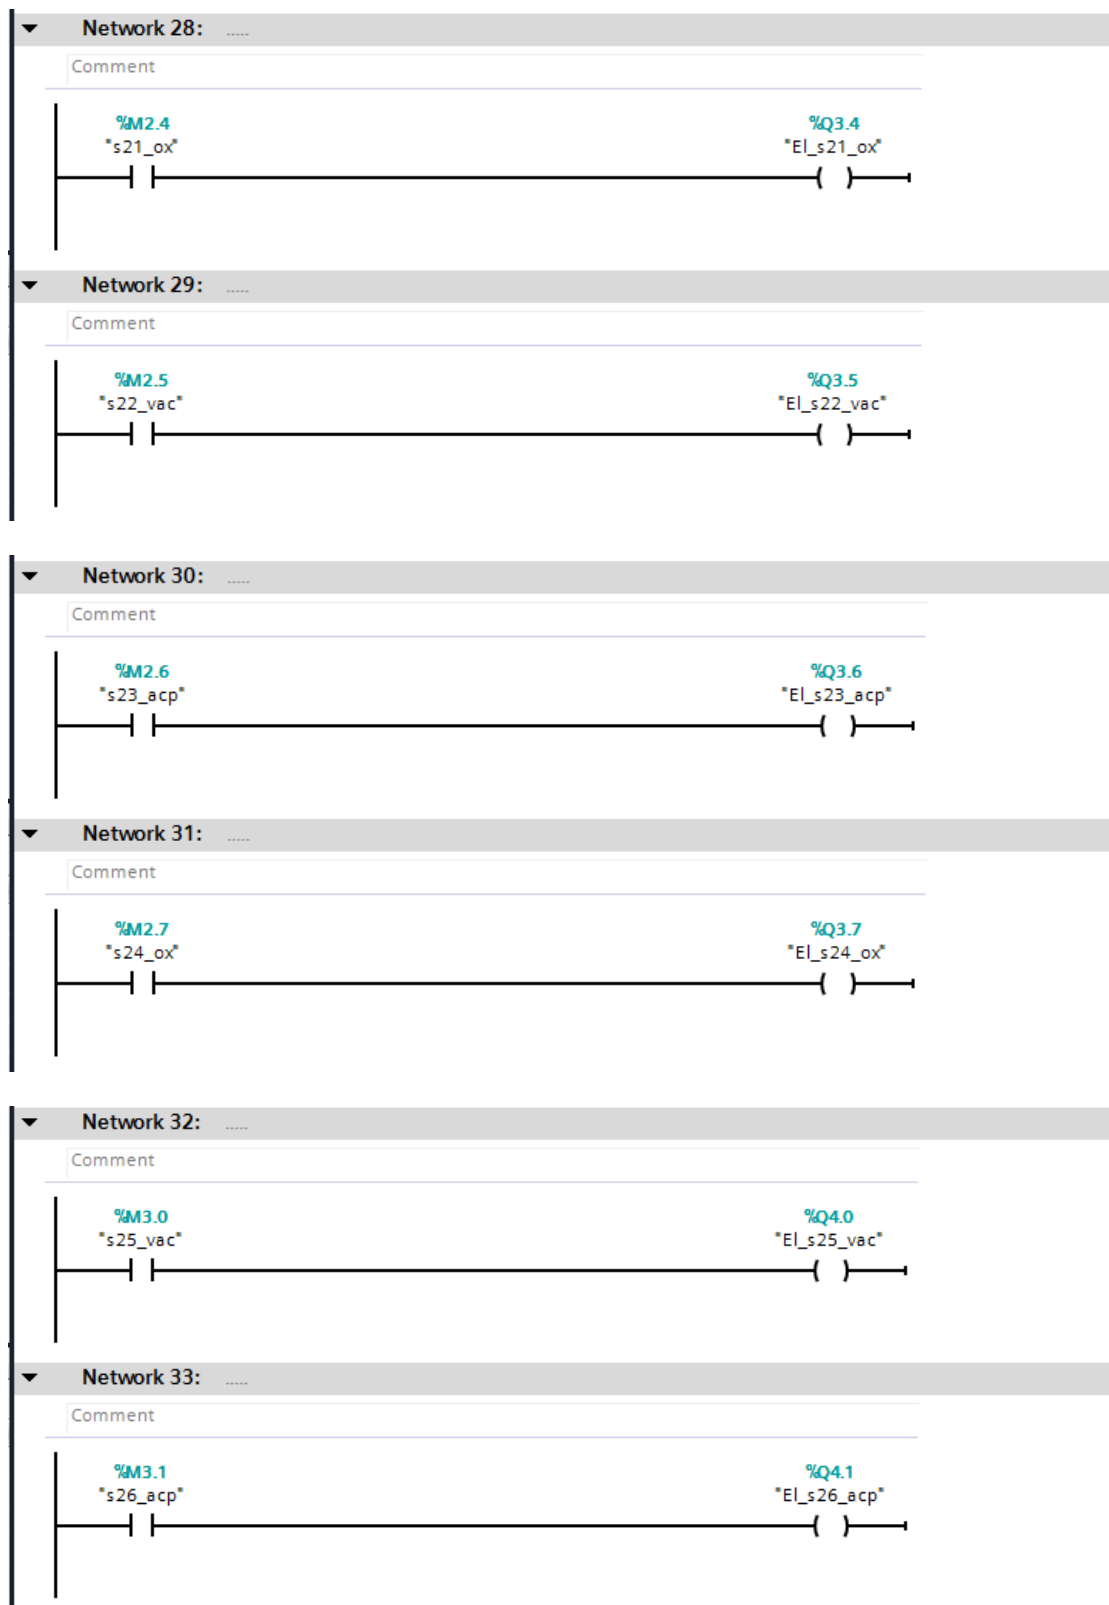 Network 28: .....
Comment
%M2.4 %Q3.4
"s21_ox" "El_s21_ox"
Network 29: .....
Comment
%M2.5 %Q3.5
"s22_vac" "El_s22_vac"
Network 30: .....
Comment
%M2.6 %Q3.6
"s23_acp" "El_s23_acp"
Network 31: .....
Comment
%M2.7 %Q3.7
"s24_ox" "El_s24_ox"
Network 32: .....
Comment
%M3.0 %Q4.0
"s25_vac" "El_s25_vac"
Network 33: .....
Comment
%M3.1 %Q4.1
"s26_acp" "El_s26_acp"